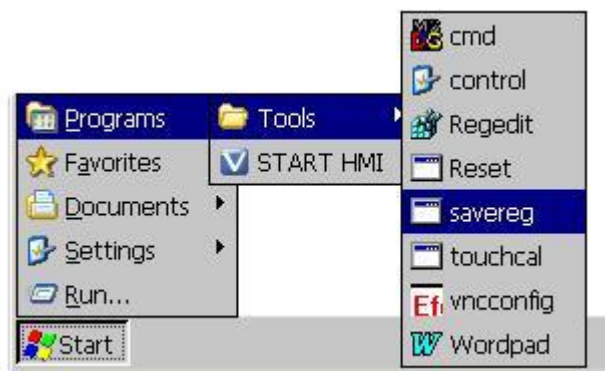 Programs
Favorites
Documents
Settings
Run...
Start
Tools
START HMI
cmd
control
Regedit
Reset
savereg
touchcal
vncconfig
Wordpad